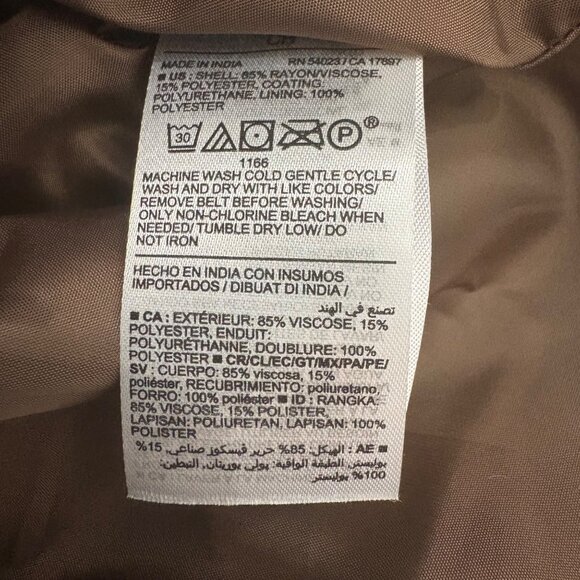 MADE IN INDIA RN 54023 / CA 17897
■ US : SHELL: 85% RAYON/VISCOSE,
15% POLYESTER, COATING:
POLYURETHANE, LINING: 100%
POLYESTER
30 P ®
1166
MACHINE WASH COLD GENTLE CYCLE/
WASH AND DRY WITH LIKE COLORS/
REMOVE BELT BEFORE WASHING/
ONLY NON-CHLORINE BLEACH WHEN
NEEDED/ TUMBLE DRY LOW/ DO
NOT IRON
HECHO EN INDIA CON INSUMOS
IMPORTADOS / DIBUAT DI INDIA /
تصنع في الهند
■ CA : EXTÉRIEUR: 85% VISCOSE, 15%
POLYESTER, ENDUIT:
POLYURÉTHANNE, DOUBLURE: 100%
POLYESTER ■ CR/CL/EC/GT/MX/PA/PE/
SV : CUERPO: 85% viscosa, 15%
poliéster, RECUBRIMIENTO: poliuretano,
FORRO: 100% poliéster ■ ID : RANGKA:
85% VISCOSE, 15% POLISTER,
LAPISAN: POLIURETAN, LAPISAN: 100%
POLISTER
■ AE : الهيكل: 85% حرير فيسكوز صناعي، 15%
بوليستر، الطبقة الواقية: بولي يوريتان، التبطين:
100% بوليستر